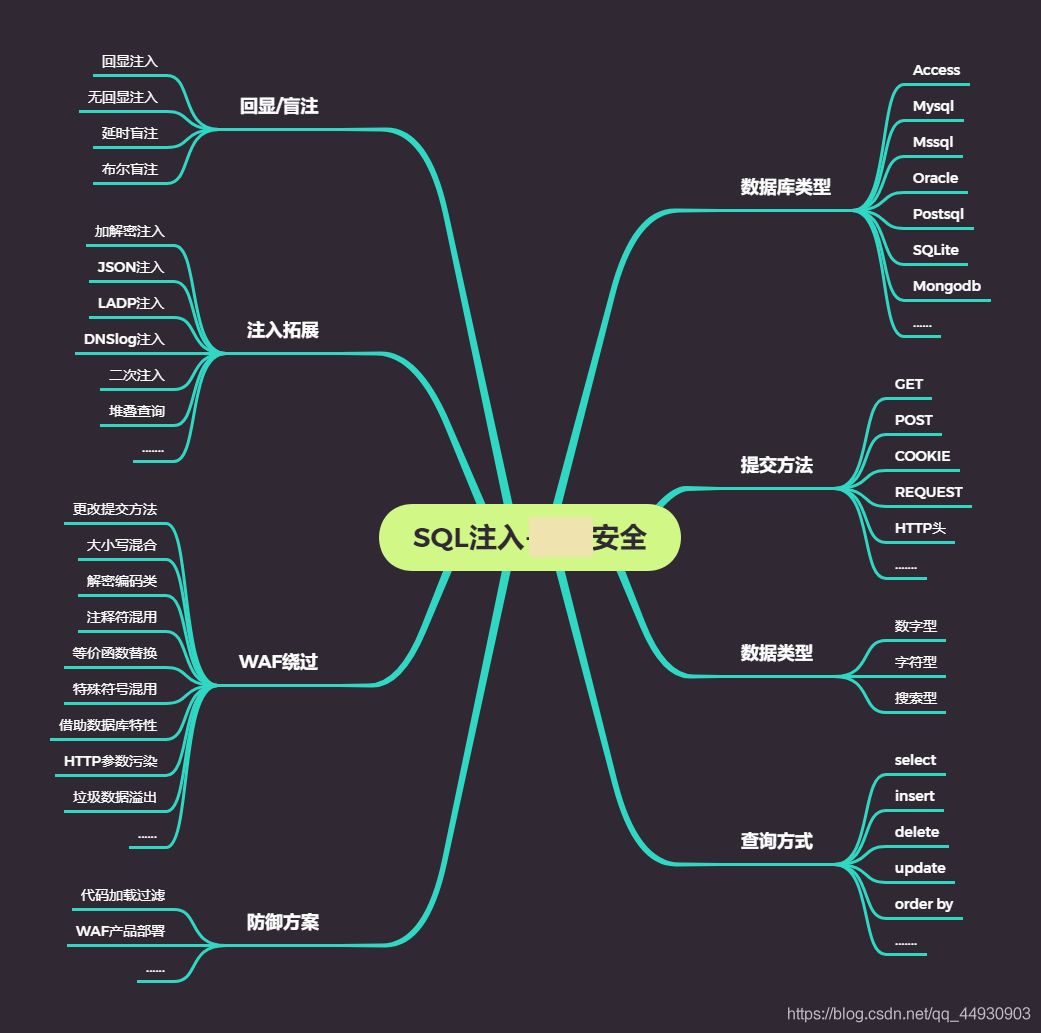 SQL注入-
安全
回显/盲注
回显注入
无回显注入
延时盲注
布尔盲注
注入拓展
加解密注入
JSON注入
LADP注入
DNSlog注入
二次注入
堆叠查询
.......
WAF绕过
更改提交方法
大小写混合
解密编码类
注释符混用
等价函数替换
特殊符号混用
借助数据库特性
HTTP参数污染
垃圾数据溢出
......
防御方案
代码加载过滤
WAF产品部署
......
数据库类型
Access
Mysql
Mssql
Oracle
Postsql
SQLite
Mongodb
......
提交方法
GET
POST
COOKIE
REQUEST
HTTP头
.......
数据类型
数字型
字符型
搜索型
查询方式
select
insert
delete
update
order by
.......
https://blog.csdn.net/qq_44930903